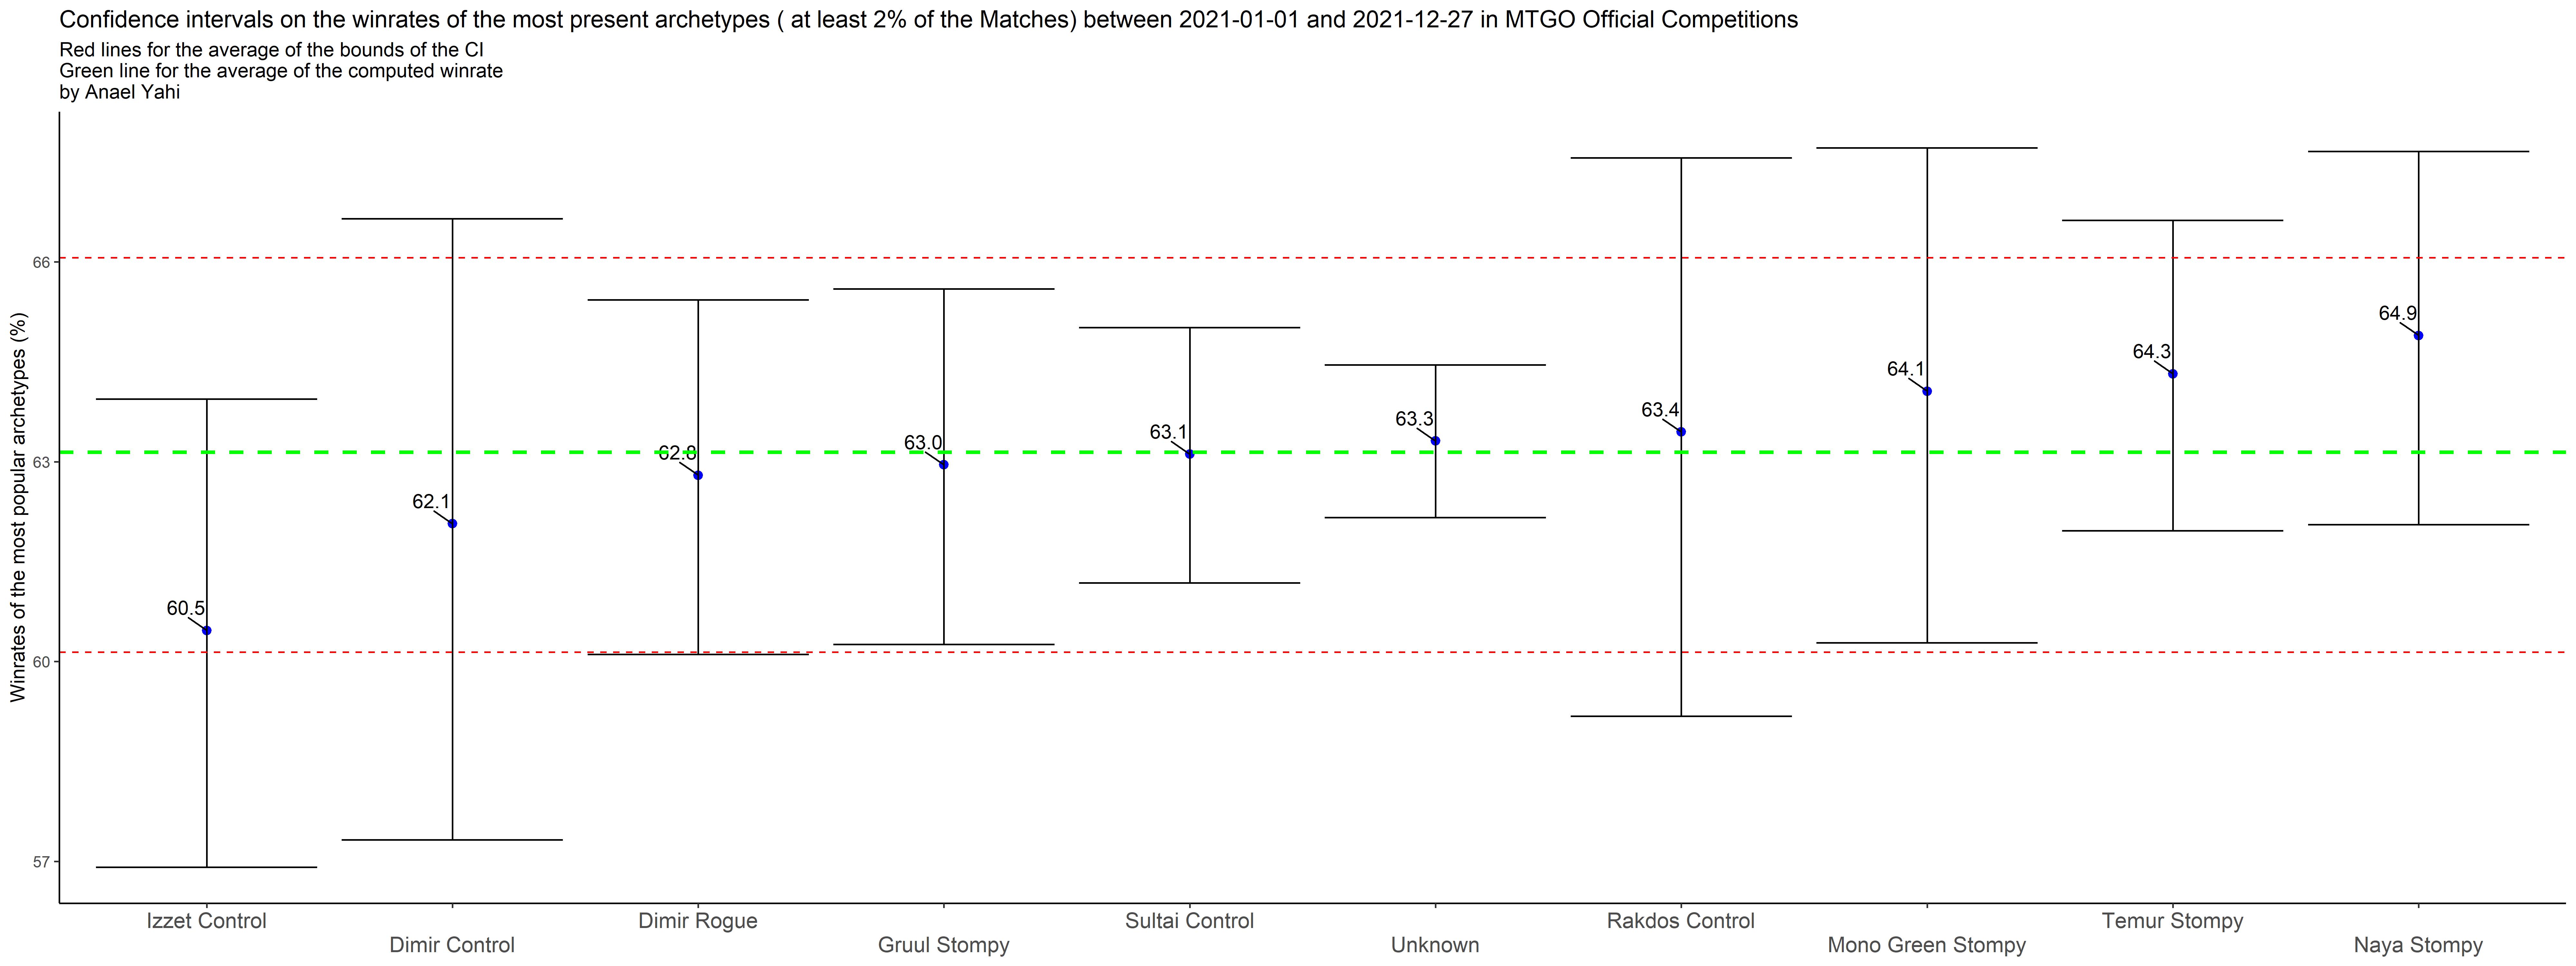 Confidence intervals on the winrates of the most present archetypes ( at least 2% of the Matches) between 2021-01-01 and 2021-12-27 in MTGO Official Competitions
Red lines for the average of the bounds of the CI
Green line for the average of the computed winrate
by Anael Yahi
Winrates of the most popular archetypes (%)
66
63
60
57
60.5
62.1
62.8
63.0
63.1
63.3
63.4
64.1
64.3
64.9
Izzet Control
Dimir Control
Dimir Rogue
Gruul Stompy
Sultai Control
Unknown
Rakdos Control
Mono Green Stompy
Temur Stompy
Naya Stompy